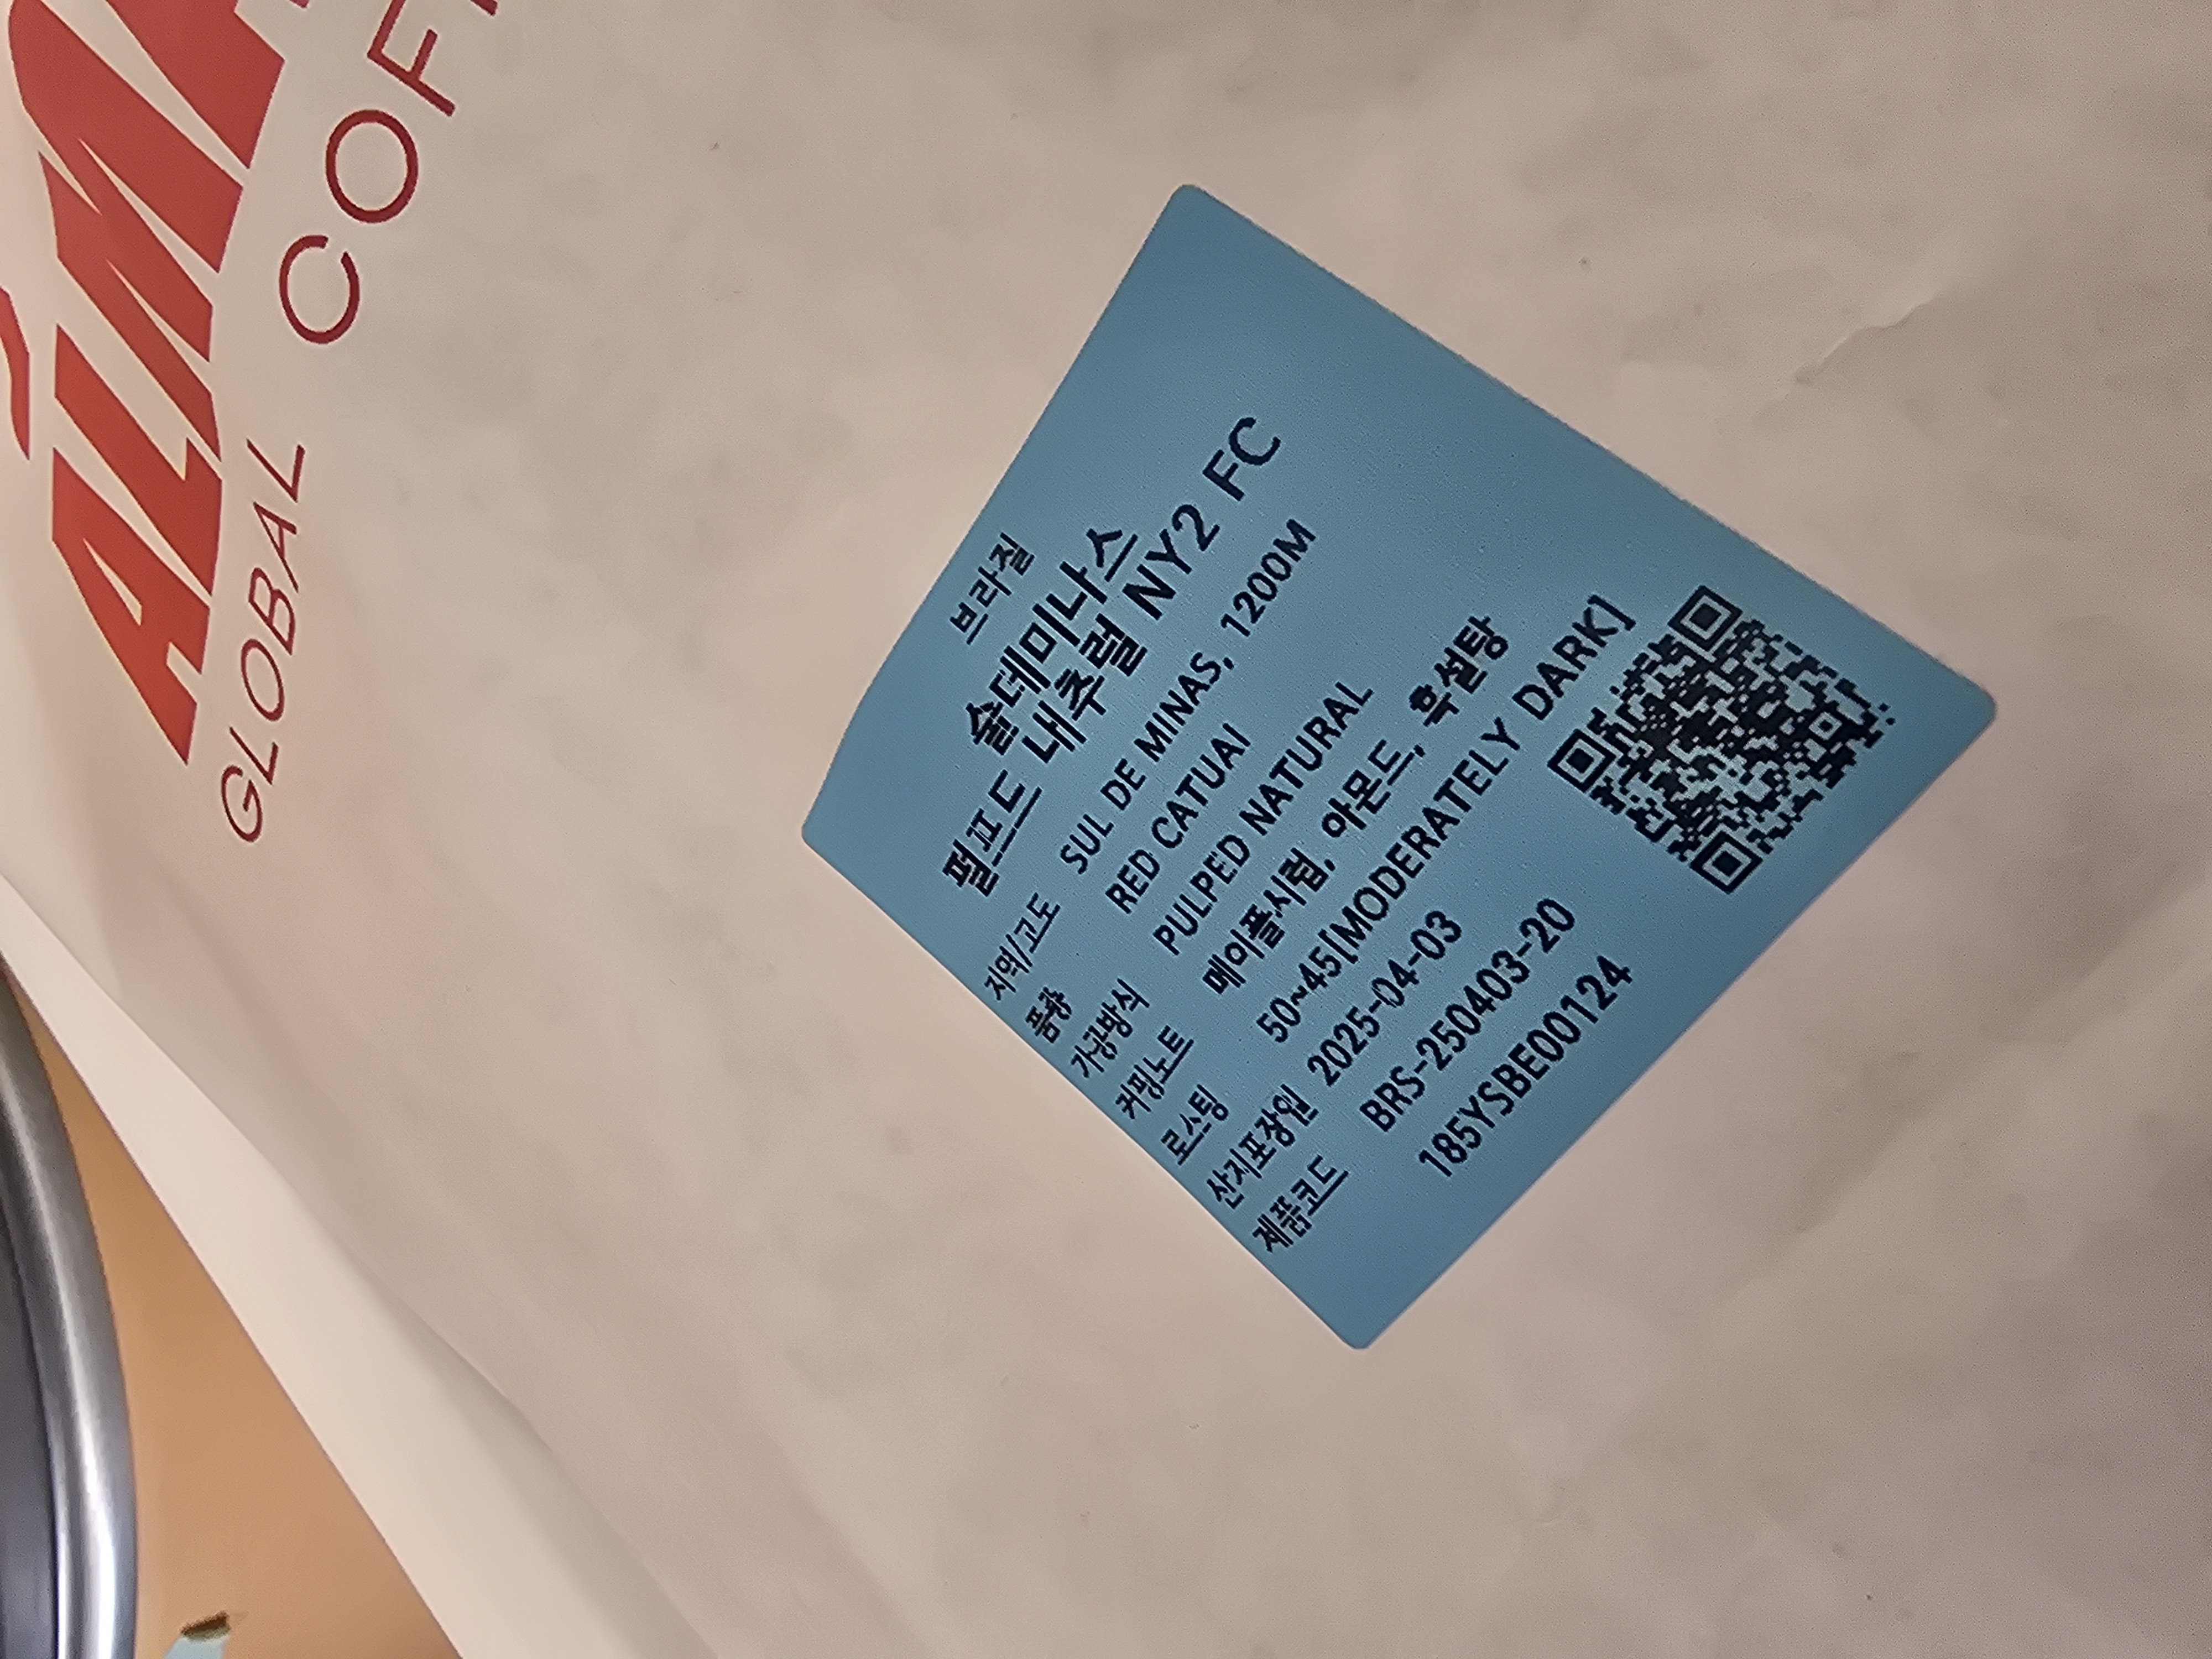 GLOBAL
브라질
술데미나스
펄프드 내추럴 NY2 FC
지역/고도 SUL DE MINAS, 1200M
품종 RED CATUAI
가공방식 PULPED NATURAL
커핑노트 메이플시럽, 아몬드, 흑설탕
로스팅 50~45[MODERATELY DARK]
산지포장일 2025-04-03
제품코드 BRS-250403-20
185YSBE00124